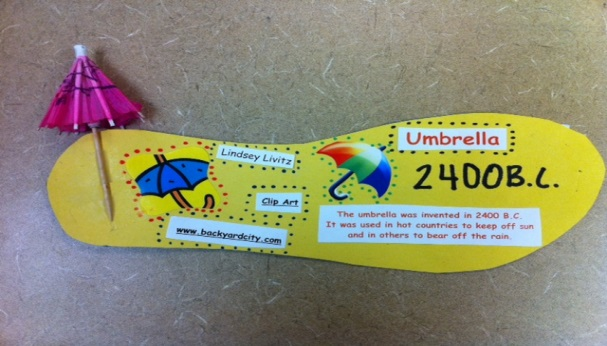 Lindsey Livitz
Clip Art
www.backyardcity.com
Umbrella
2400B.C.
The umbrella was invented in 2400 B.C.
It was used in hot countries to keep off sun
and in others to bear off the rain.